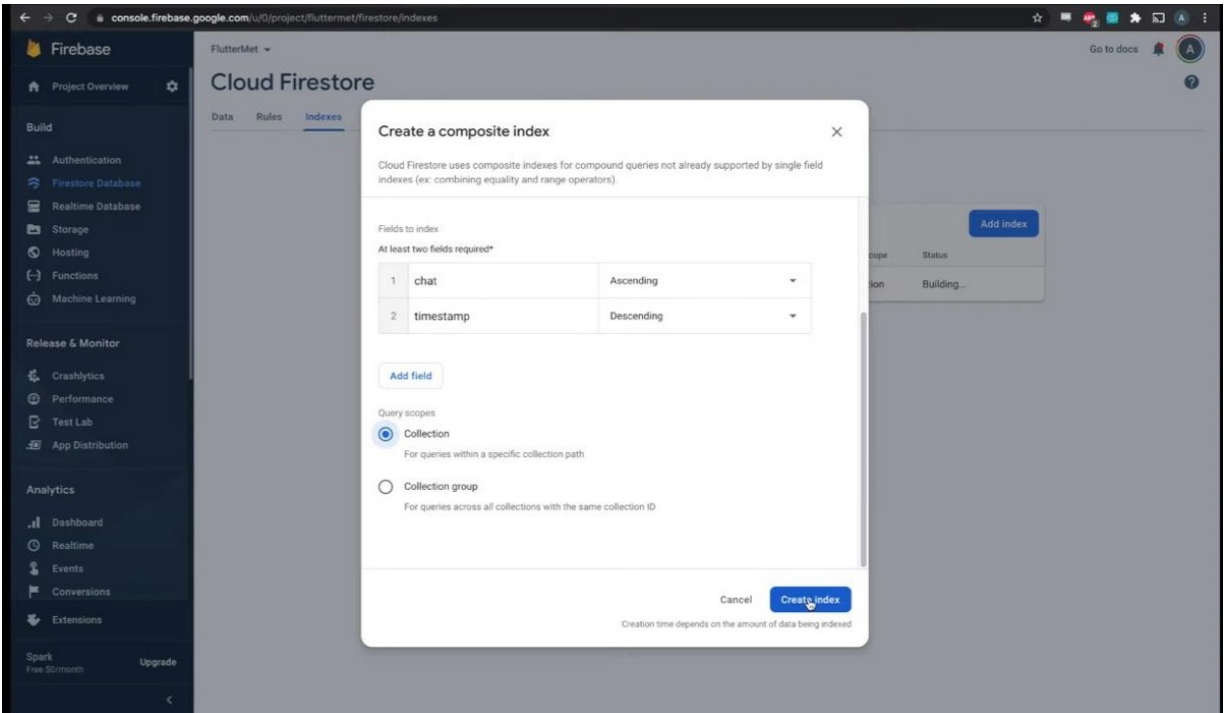 console.firebase.google.com/u/0/project/fluttermet/firestore/indexes
Firebase
FlutterMet
Go to docs
A
Project Overview
Cloud Firestore
Build
Data Rules Indexes
Authentication
Firestore Database
Realtime Database
Storage
Hosting
Functions
Machine Learning
Release & Monitor
Crashlytics
Performance
Test Lab
App Distribution
Analytics
Dashboard
Realtime
Events
Conversions
Extensions
Spark
Free $0/month
Upgrade
Create a composite index
Cloud Firestore uses composite indexes for compound queries not already supported by single field
indexes (ex: combining equality and range operators).
Fields to index
At least two fields required*
1 chat Ascending
2 timestamp Descending
Add field
Query scopes
Collection
For queries within a specific collection path
Collection group
For queries across all collections with the same collection ID
Cancel Create index
Creation time depends on the amount of data being indexed
Add index
Status
Building...